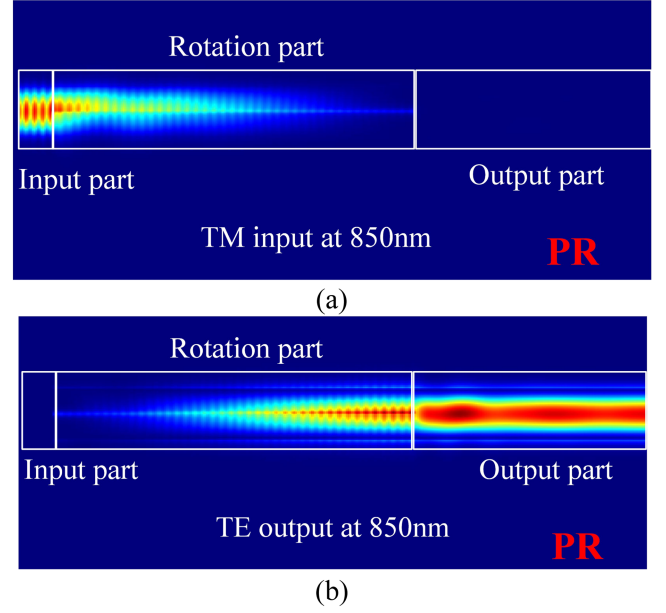 Rotation part
Input part
Output part
TM input at 850nm
PR
(a)
Rotation part
Input part
Output part
TE output at 850nm
PR
(b)